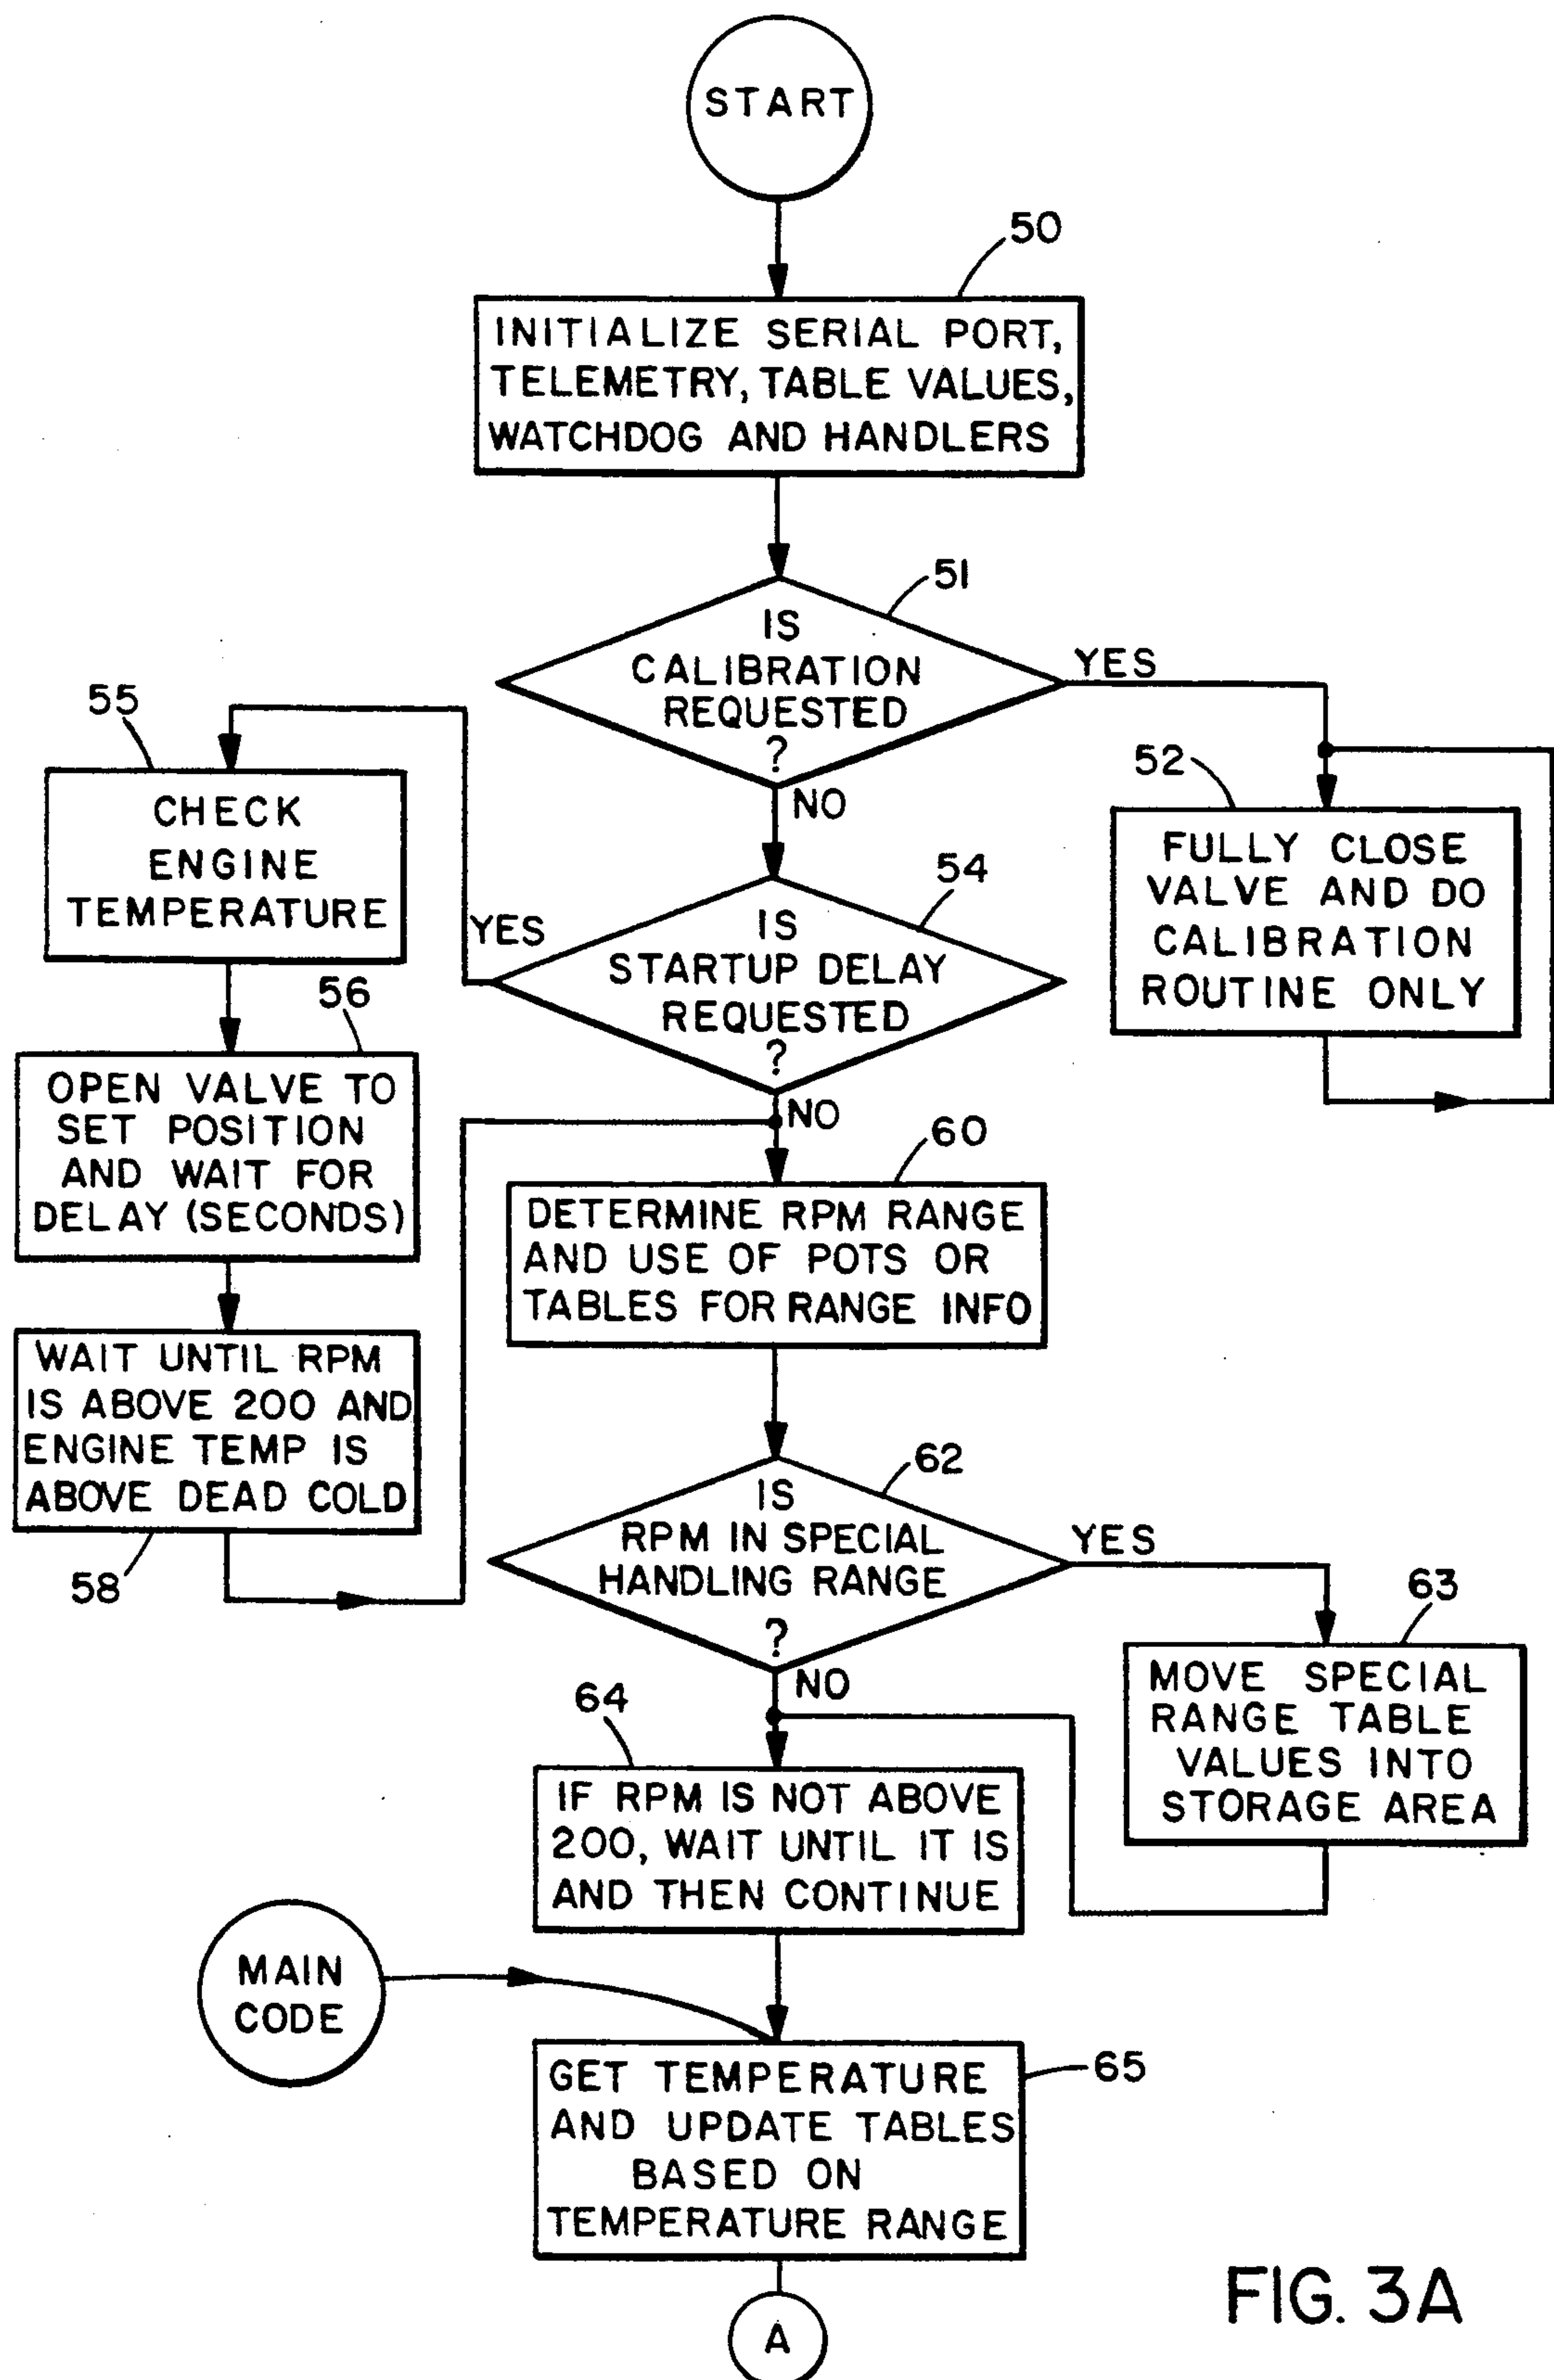 START
50
INITIALIZE SERIAL PORT,
TELEMETRY, TABLE VALUES,
WATCHDOG AND HANDLERS
51
IS
CALIBRATION
REQUESTED
?
YES
NO
52
FULLY CLOSE
VALVE AND DO
CALIBRATION
ROUTINE ONLY
54
IS
STARTUP DELAY
REQUESTED
?
YES
NO
55
CHECK
ENGINE
TEMPERATURE
56
OPEN VALVE TO
SET POSITION
AND WAIT FOR
DELAY (SECONDS)
WAIT UNTIL RPM
IS ABOVE 200 AND
ENGINE TEMP IS
ABOVE DEAD COLD
58
60
DETERMINE RPM RANGE
AND USE OF POTS OR
TABLES FOR RANGE INFO
62
IS
RPM IN SPECIAL
HANDLING RANGE
?
YES
NO
63
MOVE SPECIAL
RANGE TABLE
VALUES INTO
STORAGE AREA
64
IF RPM IS NOT ABOVE
200, WAIT UNTIL IT IS
AND THEN CONTINUE
MAIN
CODE
65
GET TEMPERATURE
AND UPDATE TABLES
BASED ON
TEMPERATURE RANGE
A
FIG. 3A